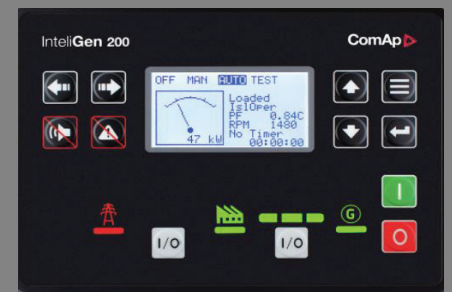 InteliGen 200
ComAp
OFF MAN AUTO TEST
Loaded
IslOper
PF 0.84C
RPM 1480
No Timer
00:00:00
47 kW
I/O
I/O
G
I
O